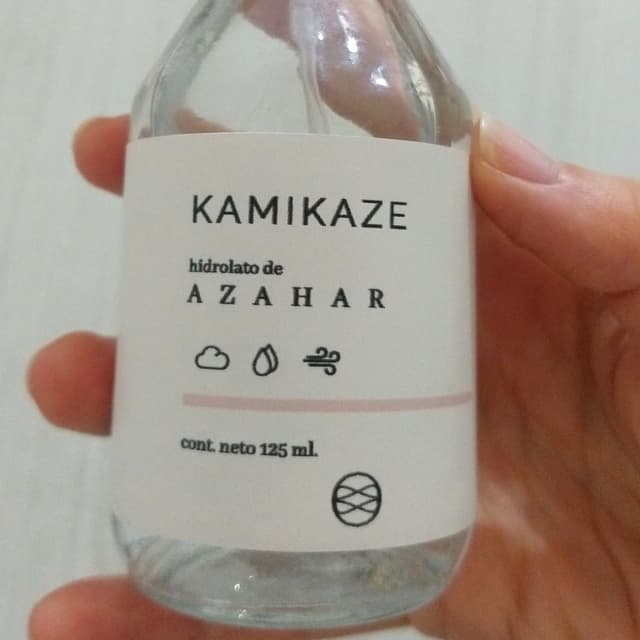 KAMIKAZE
hidrolato de
AZAHAR
cont. neto 125 ml.